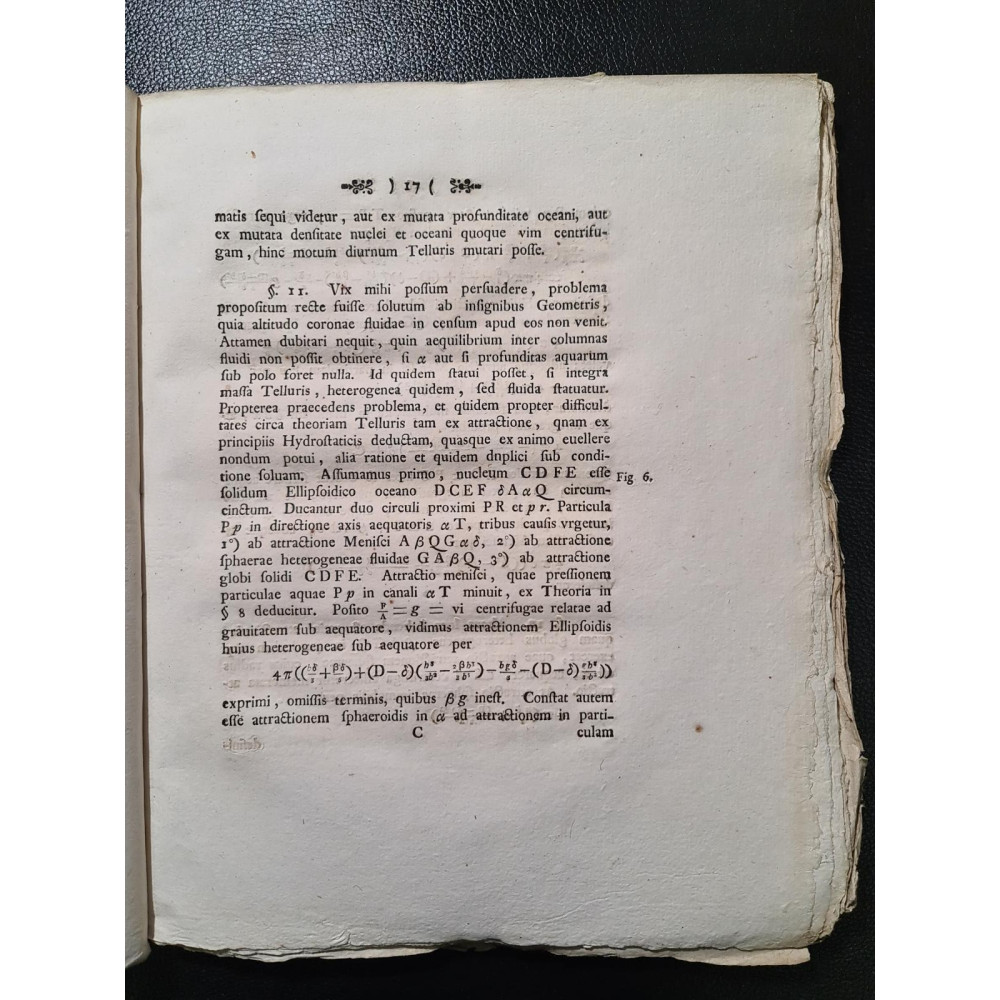 ) 17 (
matis ſequi videtur, aut ex mutata profunditate oceani, aut
ex mutata denſitate nuclei et oceani quoque vim centrifu-
gam, hinc motum diurnum Telluris mutari poſſe.
§. 11. Vix mihi poſſum perſuadere, problema
propoſitum recte fuiſſe ſolutum ab inſignibus Geometris,
quia altitudo coronae fluidae in cenſum apud eos non venit.
Attamen dubitari nequit, quin aequilibrium inter columnas
fluidi non poſſit obtinere, ſi α aut ſi profunditas aquarum
ſub polo foret nulla. Id quidem ſtatui poſſet, ſi integra
maſſa Telluris, heterogenea quidem, ſed fluida ſtatuatur.
Propterea praecedens problema, et quidem propter difficul-
tates circa theoriam Telluris tam ex attractione, qnam ex
principiis Hydroſtaticis deductam, quasque ex animo euellere
nondum potui, alia ratione et quidem dnplici ſub condi-
tione ſoluam. Aſſumamus primo, nucleum CDFE eſſe Fig 6.
ſolidum Ellipſoidico oceano DCEF δAαQ circum-
cinctum. Ducantur duo circuli proximi PR et pr. Particula
Pp in directione axis aequatoris αT, tribus cauſis vrgetur,
1°) ab attractione Meniſci AβQGαδ, 2°) ab attractione
ſphaerae heterogeneae fluidae GAβQ, 3°) ab attractione
globi ſolidi CDFE. Attractio meniſci, quae preſſionem
particulae aquae Pp in canali αT minuit, ex Theoria in
§ 8 deducitur. Poſito P/A = g = vi centrifugae relatae ad
grauitatem ſub aequatore, vidimus attractionem Ellipſoidis
huius heterogeneae ſub aequatore per
4π((bδ/ + βδ/) + (D−δ)(/ − /) − bgδ/ − (D−δ)/))
exprimi, omiſſis terminis, quibus βg ineſt. Conſtat autem
eſſe attractionem ſphaeroidis in α ad attractionem in parti-
C culam